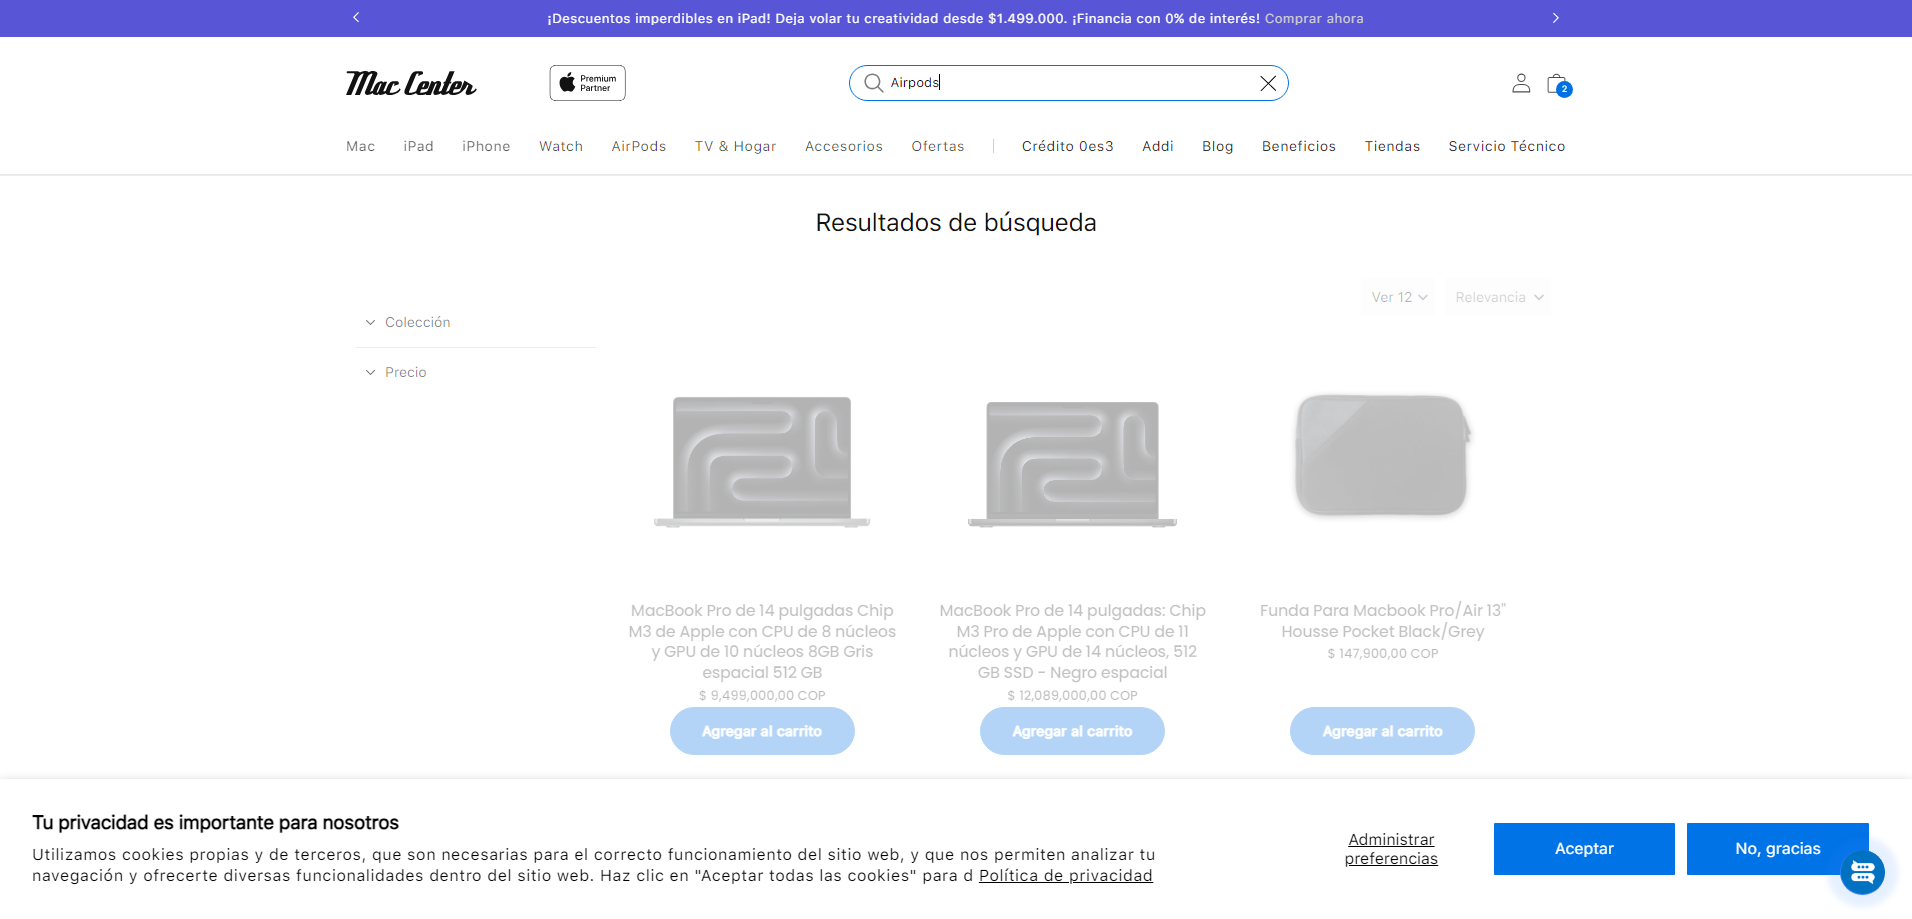 ¡Descuentos imperdibles en iPad! Deja volar tu creatividad desde $1.499.000. ¡Financia con 0% de interés! Comprar ahora
Mac Center
Premium
Partner
Airpods
2
Mac iPad iPhone Watch AirPods TV & Hogar Accesorios Ofertas Crédito 0es3 Addi Blog Beneficios Tiendas Servicio Técnico
Resultados de búsqueda
Ver 12 Relevancia
Colección
Precio
MacBook Pro de 14 pulgadas Chip
M3 de Apple con CPU de 8 núcleos
y GPU de 10 núcleos 8GB Gris
espacial 512 GB
$ 9,499,000,00 COP
Agregar al carrito
MacBook Pro de 14 pulgadas: Chip
M3 Pro de Apple con CPU de 11
núcleos y GPU de 14 núcleos, 512
GB SSD - Negro espacial
$ 12,089,000,00 COP
Agregar al carrito
Funda Para Macbook Pro/Air 13"
Housse Pocket Black/Grey
$ 147,900,00 COP
Agregar al carrito
Tu privacidad es importante para nosotros
Utilizamos cookies propias y de terceros, que son necesarias para el correcto funcionamiento del sitio web, y que nos permiten analizar tu
navegación y ofrecerte diversas funcionalidades dentro del sitio web. Haz clic en "Aceptar todas las cookies" para d Política de privacidad
Administrar
preferencias
Aceptar
No, gracias